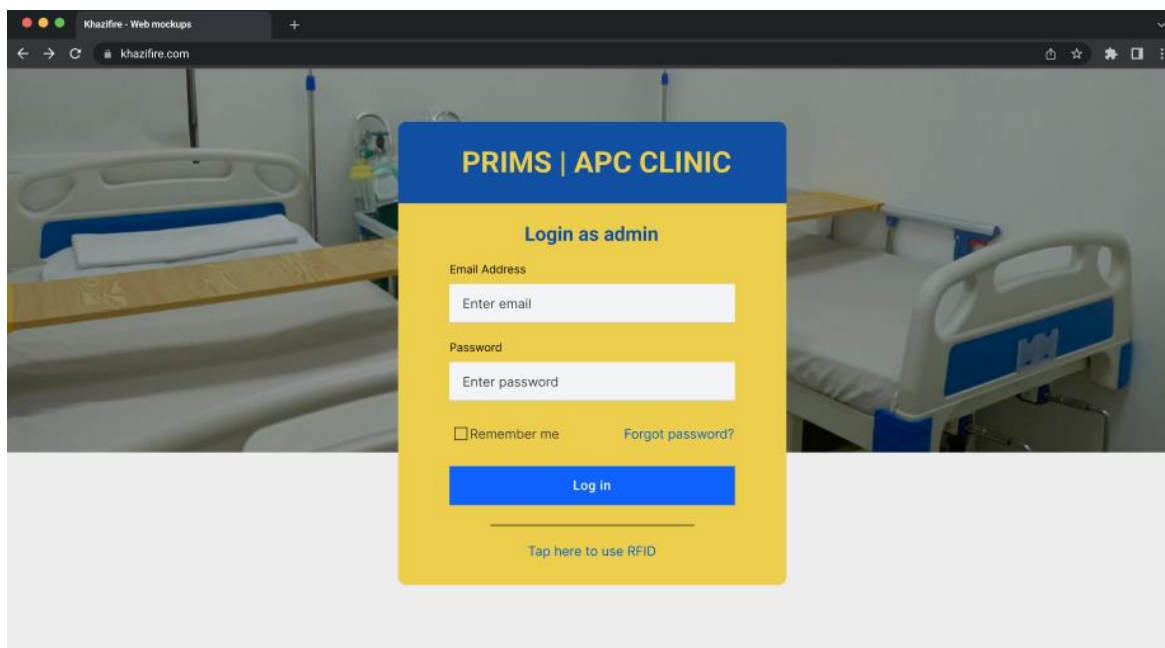 Khazifire - Web mockups
khazifire.com
PRIMS | APC CLINIC
Login as admin
Email Address
Enter email
Password
Enter password
Remember me Forgot password?
Log in
Tap here to use RFID